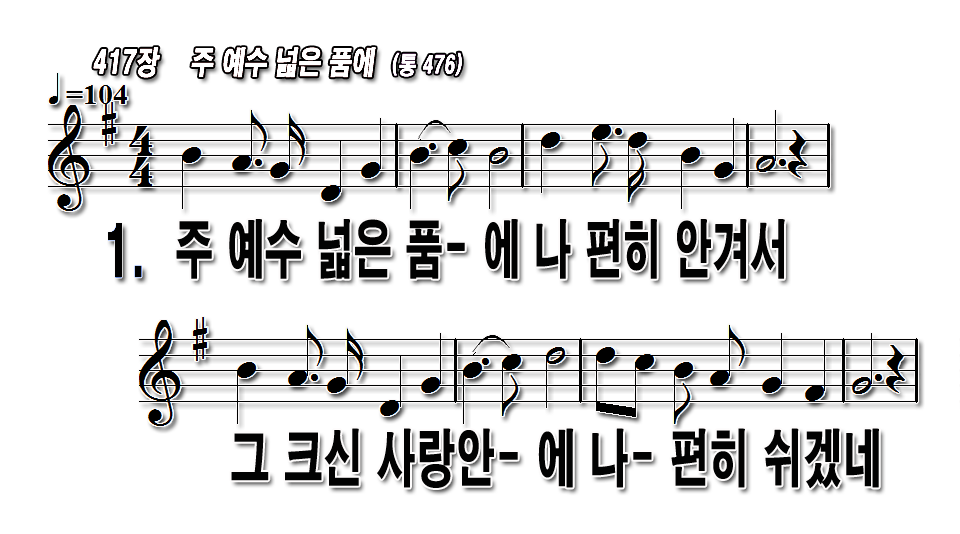 417장 주 예수 넓은 품에 (통 476)
♩=104
1. 주 예수 넓은 품- 에 나 편히 안겨서
그 크신 사랑안- 에 나- 편히 쉬겠네